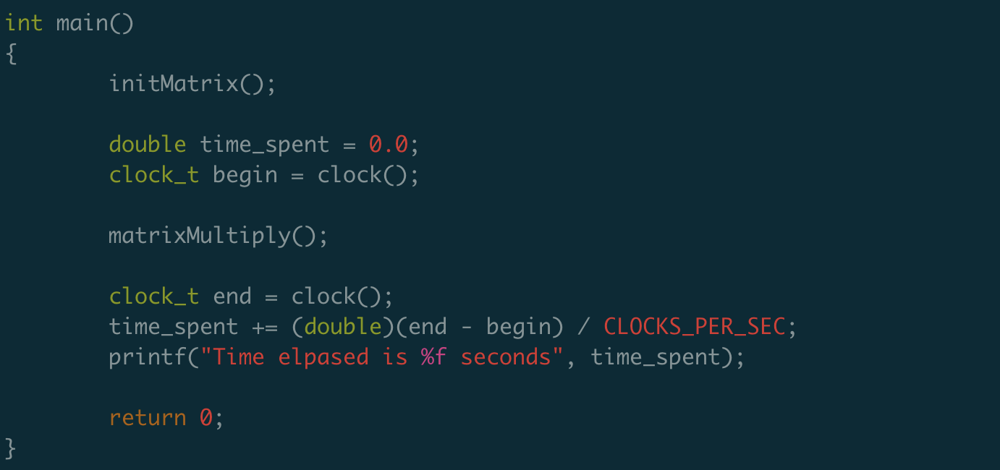 int main()
{
initMatrix();
double time_spent = 0.0;
clock_t begin = clock();
matrixMultiply();
clock_t end = clock();
time_spent += (double)(end - begin) / CLOCKS_PER_SEC;
printf("Time elpased is %f seconds", time_spent);
return 0;
}